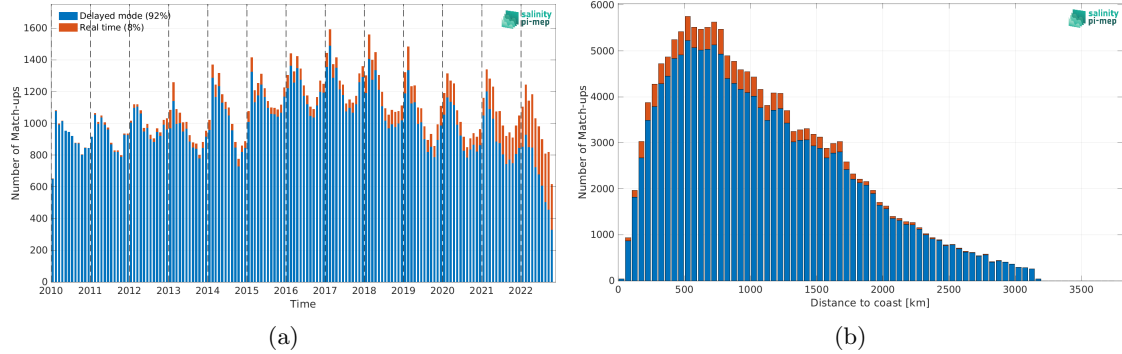 Delayed mode (92%)
Real time (8%)
salinity
pi-mep
Number of Match-ups
1600
1400
1200
1000
800
600
400
200
0
2010 2011 2012 2013 2014 2015 2016 2017 2018 2019 2020 2021 2022
Time
(a)
salinity
pi-mep
Number of Match-ups
6000
5000
4000
3000
2000
1000
0
0 500 1000 1500 2000 2500 3000 3500
Distance to coast [km]
(b)